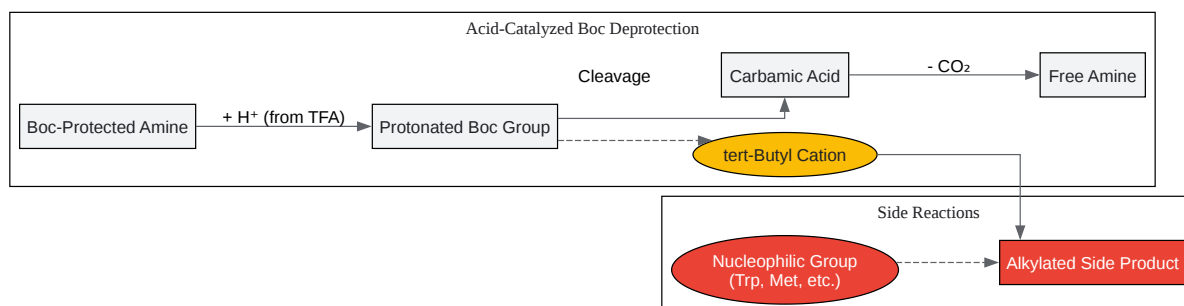 Acid-Catalyzed Boc Deprotection
Boc-Protected Amine
+ H⁺ (from TFA)
Protonated Boc Group
Cleavage
Carbamic Acid
- CO₂
Free Amine
tert-Butyl Cation
Side Reactions
Nucleophilic Group
(Trp, Met, etc.)
Alkylated Side Product